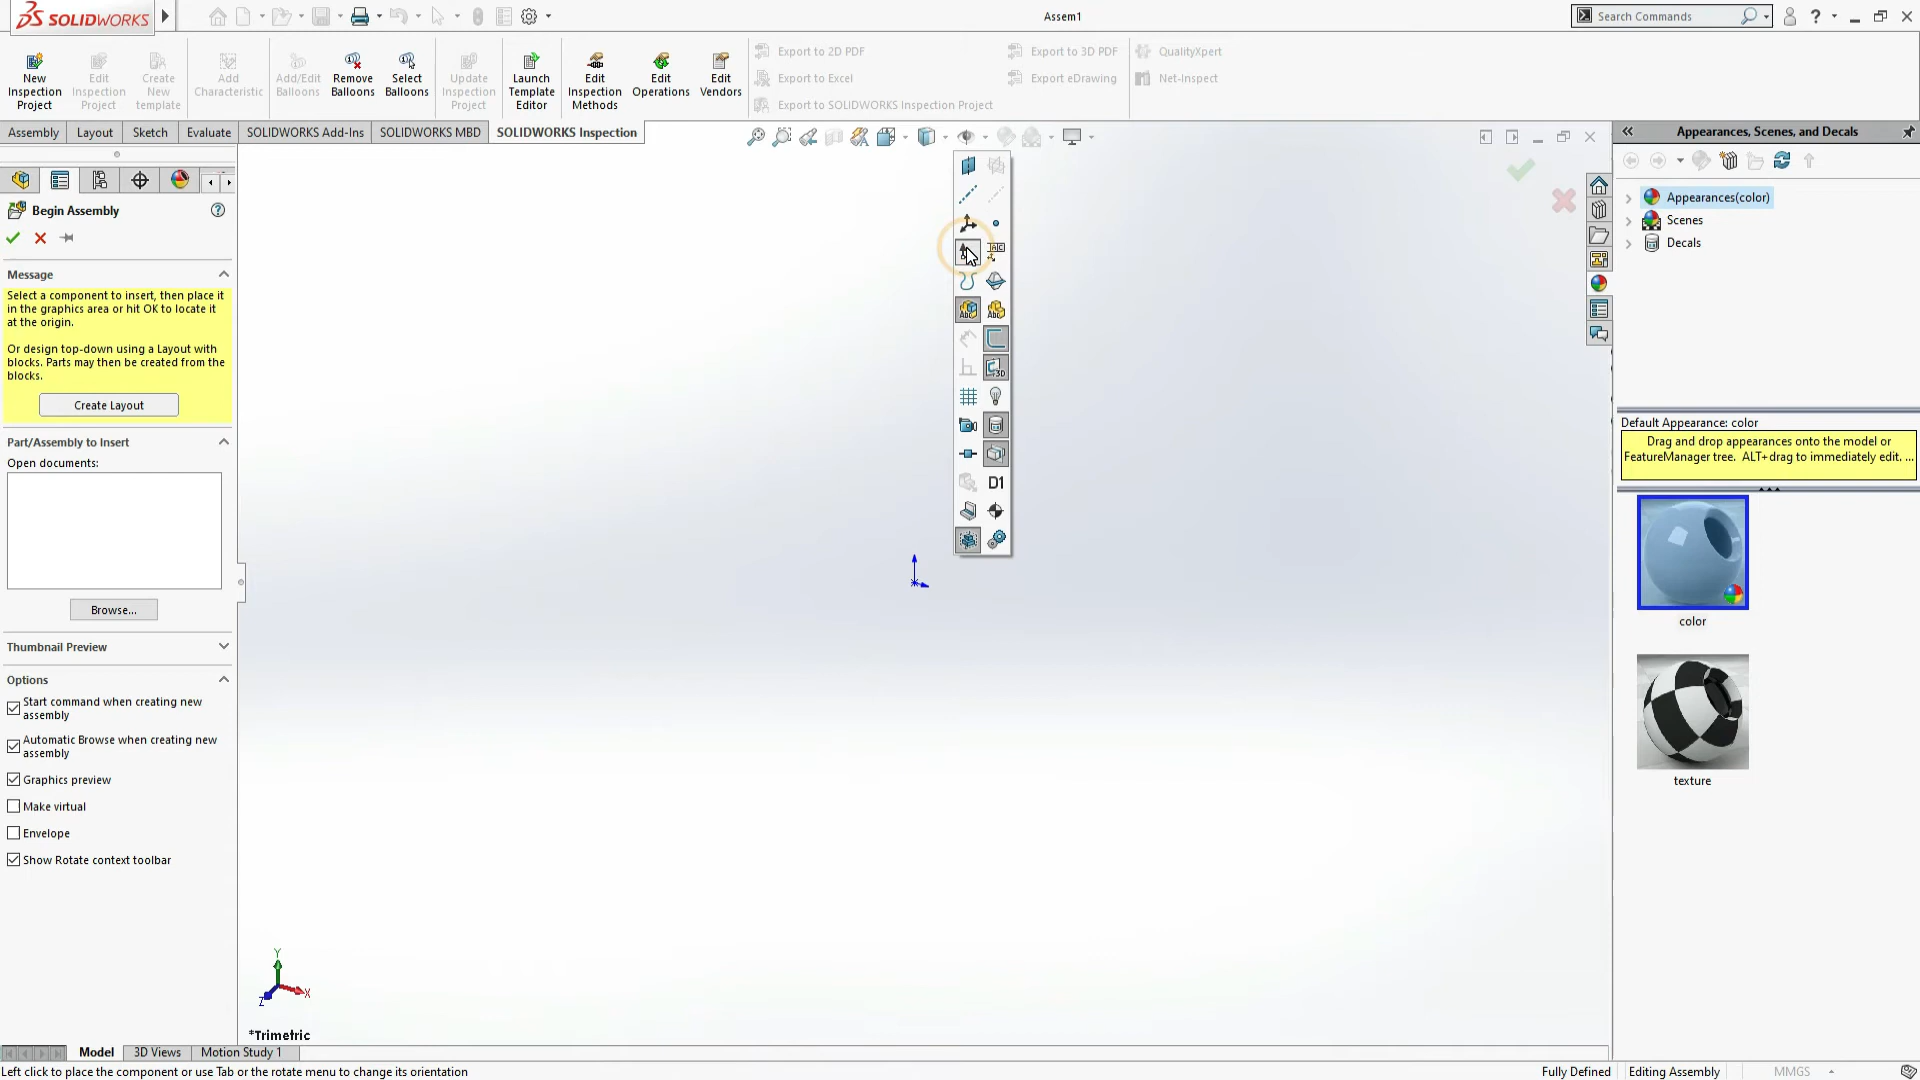 SOLIDWORKS
Assem1
Search Commands
New Inspection Project
Edit Inspection Project
Create New template
Add Characteristic
Add/Edit Balloons
Remove Balloons
Select Balloons
Update Inspection Project
Launch Template Editor
Edit Inspection Methods
Edit Operations
Edit Vendors
Export to 2D PDF
Export to Excel
Export to SOLIDWORKS Inspection Project
Export to 3D PDF
Export eDrawing
QualityXpert
Net-Inspect
Assembly
Layout
Sketch
Evaluate
SOLIDWORKS Add-Ins
SOLIDWORKS MBD
SOLIDWORKS Inspection
Begin Assembly
Message
Select a component to insert, then place it
in the graphics area or hit OK to locate it
at the origin.
Or design top-down using a Layout with
blocks. Parts may then be created from the
blocks.
Create Layout
Part/Assembly to Insert
Open documents:
Browse...
Thumbnail Preview
Options
Start command when creating new
assembly
Automatic Browse when creating new
assembly
Graphics preview
Make virtual
Envelope
Show Rotate context toolbar
D1
Y
X
Z
*Trimetric
Appearances, Scenes, and Decals
Appearances(color)
Scenes
Decals
Default Appearance: color
Drag and drop appearances onto the model or
FeatureManager tree. ALT+drag to immediately edit. ...
color
texture
Model
3D Views
Motion Study 1
Left click to place the component or use Tab or the rotate menu to change its orientation
Fully Defined
Editing Assembly
MMGS